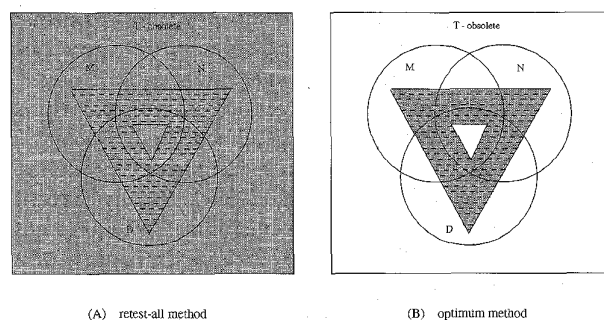 T - obsolete
T - obsolete
M
N
M
N
D
D
(A) retest-all method
(B) optimum method